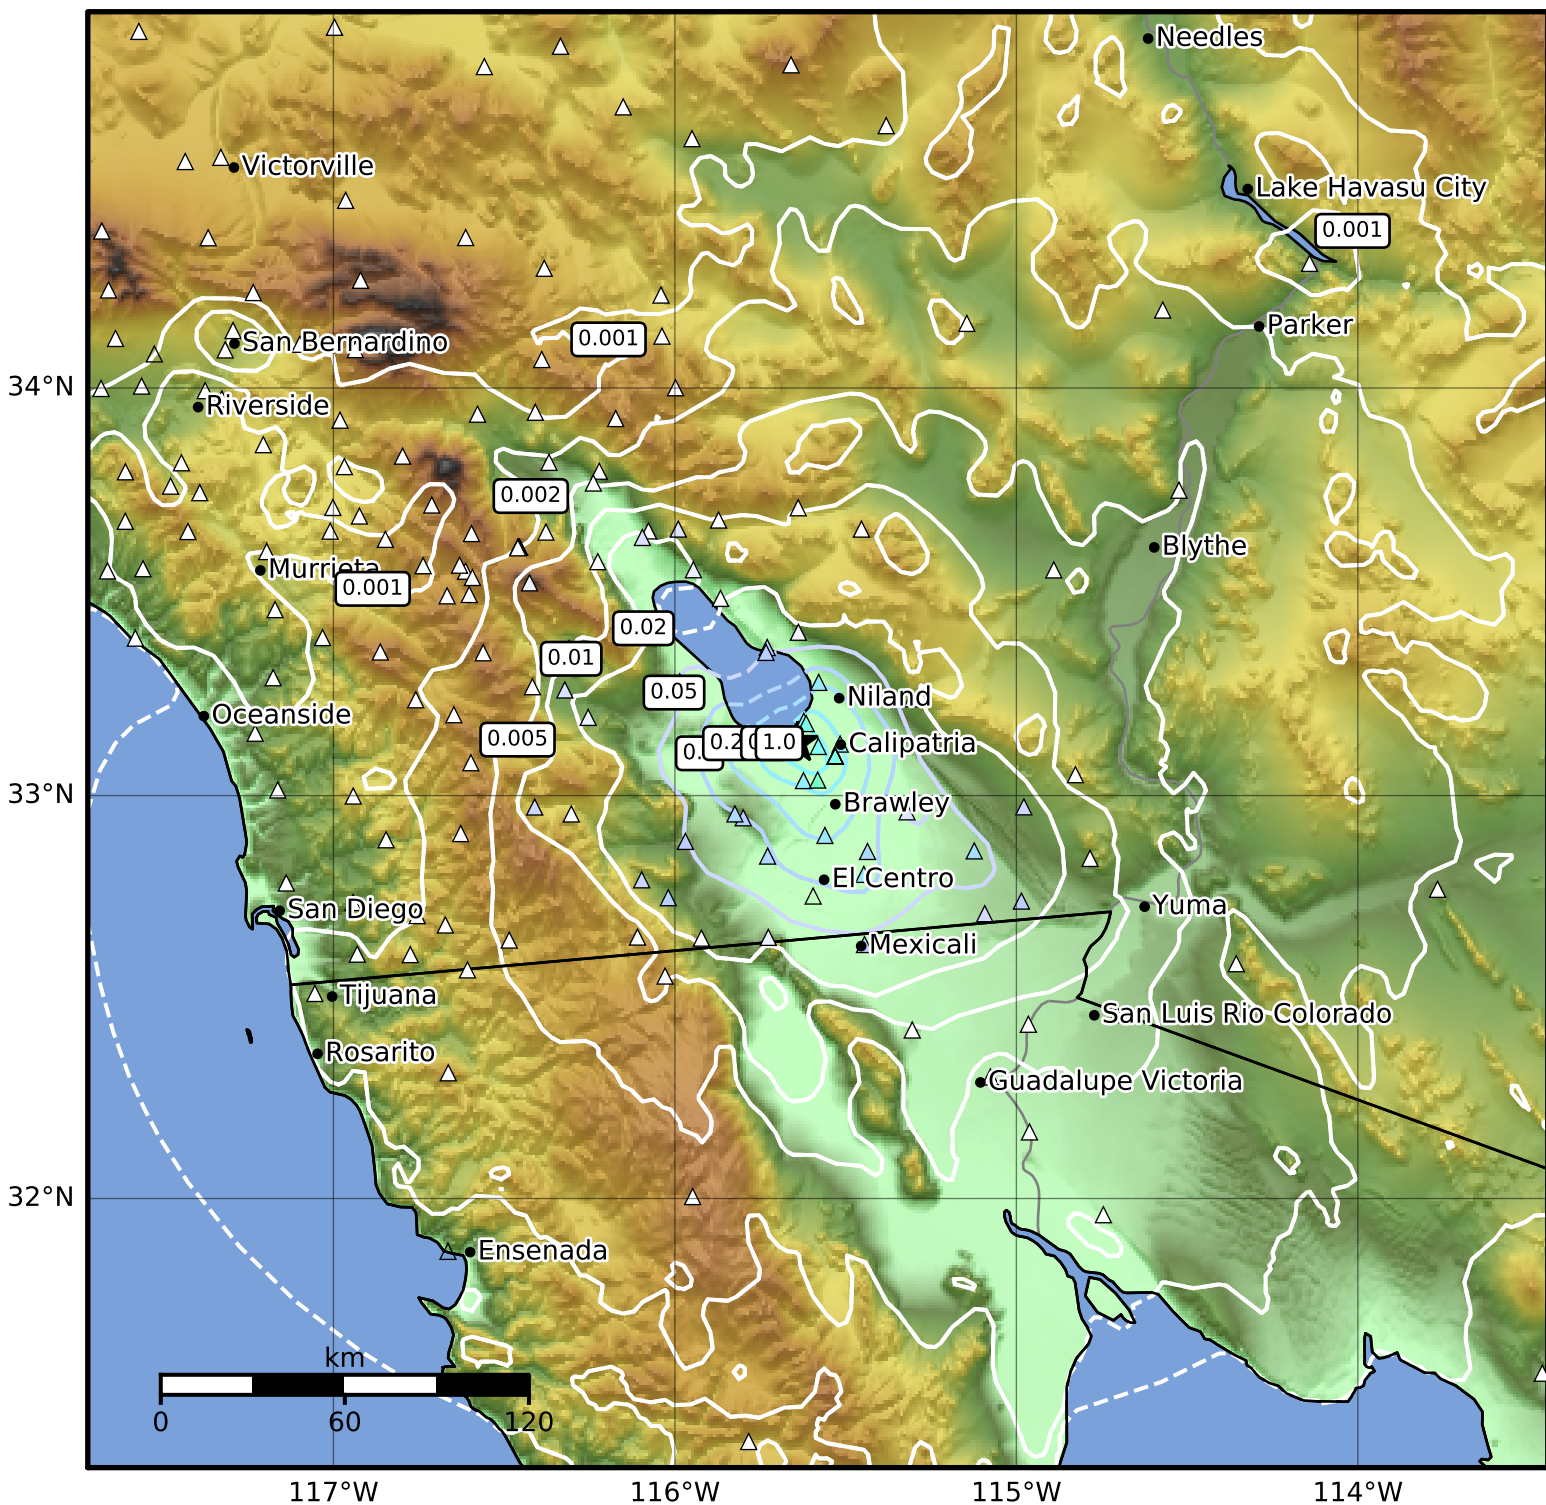 Needles
Victorville
Lake Havasu City
0.001
Parker
San Bernardino
0.001
34°N
Riverside
0.002
Blythe
Murrieta
0.001
0.02
0.01
0.05
Niland
Oceanside
0.005
0.2
1.0
Calipatria
33°N
Brawley
El Centro
San Diego
Yuma
Mexicali
Tijuana
San Luis Rio Colorado
Rosarito
Guadalupe Victoria
32°N
Ensenada
km
0 60 120
117°W 116°W 115°W 114°W